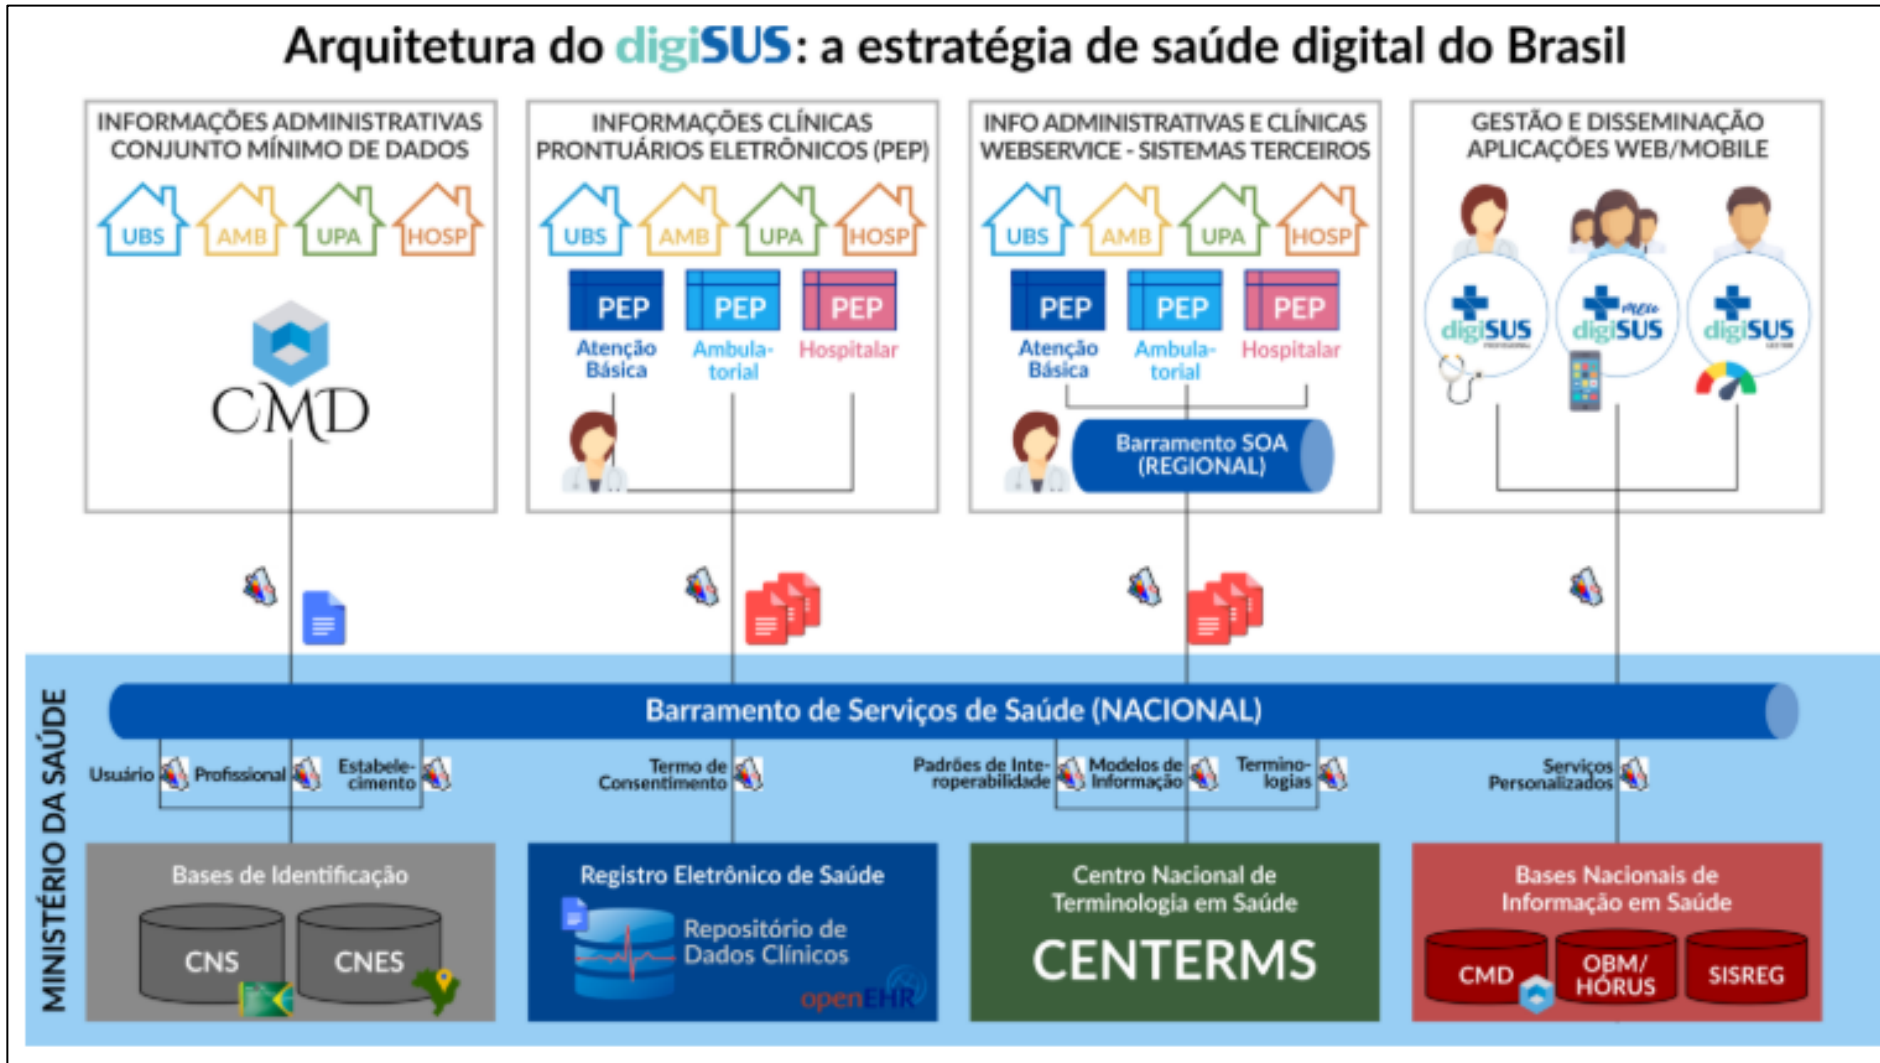 Arquitetura do digiSUS: a estratégia de saúde digital do Brasil
INFORMAÇÕES ADMINISTRATIVAS
CONJUNTO MÍNIMO DE DADOS
UBS
AMB
UPA
HOSP
CMD
INFORMAÇÕES CLÍNICAS
PRONTUÁRIOS ELETRÔNICOS (PEP)
UBS
AMB
UPA
HOSP
PEP
PEP
PEP
Atenção
Básica
Ambula-
torial
Hospitalar
INFO ADMINISTRATIVAS E CLÍNICAS
WEBSERVICE - SISTEMAS TERCEIROS
UBS
AMB
UPA
HOSP
PEP
PEP
PEP
Atenção
Básica
Ambula-
torial
Hospitalar
Barramento SOA
(REGIONAL)
GESTÃO E DISSEMINAÇÃO
APLICAÇÕES WEB/MOBILE
digiSUS
PROFISSIONAL
meu
digiSUS
digiSUS
GESTOR
MINISTÉRIO DA SAÚDE
Barramento de Serviços de Saúde (NACIONAL)
Usuário
Profissional
Estabele-
cimento
Termo de
Consentimento
Padrões de Inte-
roperabilidade
Modelos de
Informação
Termino-
logias
Serviços
Personalizados
Bases de Identificação
CNS
CNES
Registro Eletrônico de Saúde
Repositório de
Dados Clínicos
openEHR
Centro Nacional de
Terminologia em Saúde
CENTERMS
Bases Nacionais de
Informação em Saúde
CMD
OBM/
HÓRUS
SISREG